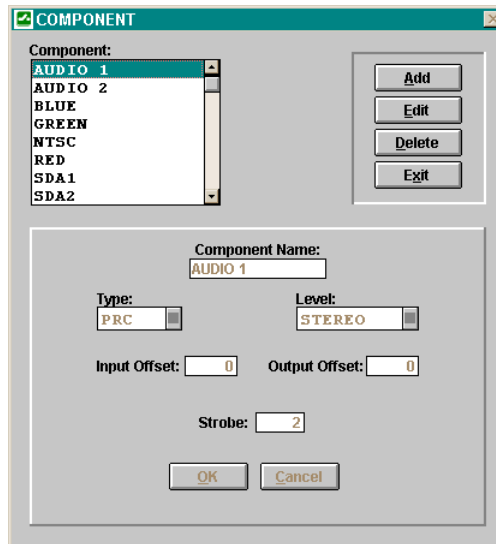 COMPONENT
Component:
AUDIO 1
AUDIO 2
BLUE
GREEN
NTSC
RED
SDA1
SDA2
Add
Edit
Delete
Exit
Component Name:
AUDIO 1
Type:
PRC
Level:
STEREO
Input Offset: 0
Output Offset: 0
Strobe: 2
OK
Cancel